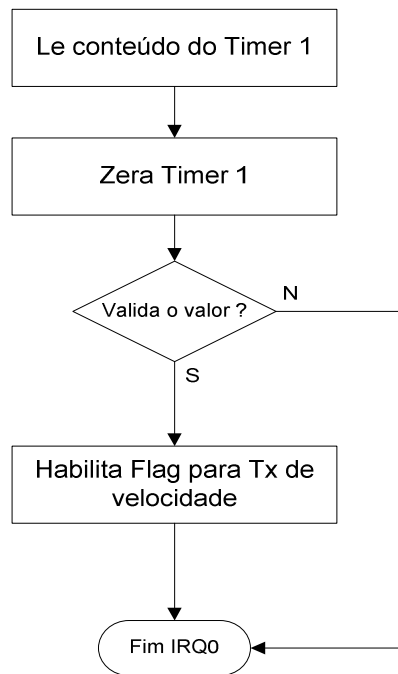 Le conteúdo do Timer 1
Zera Timer 1
Valida o valor ?
N
S
Habilita Flag para Tx de
velocidade
Fim IRQ0